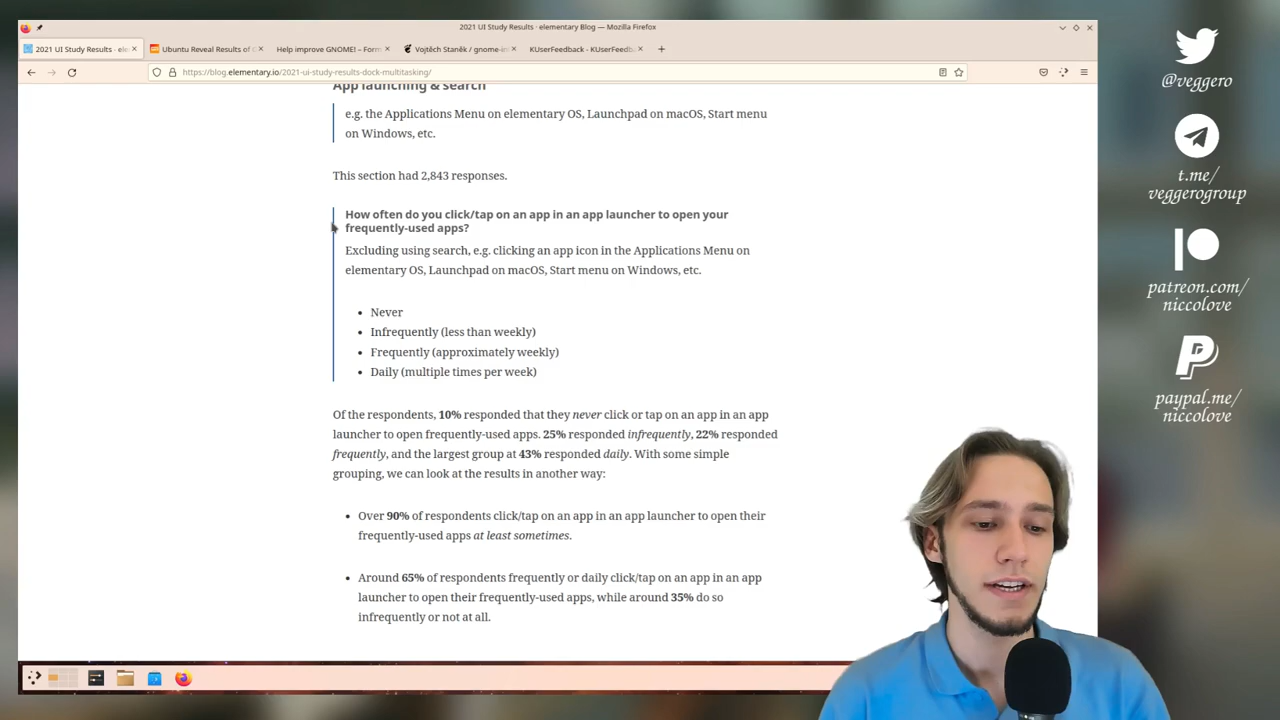 2021 UI Study Results · elementary Blog — Mozilla Firefox
2021 UI Study Results · ele
Ubuntu Reveal Results of
Help improve GNOME! – Form
Vojtěch Staněk / gnome-in
KUserFeedback - KUserFeedb
https://blog.elementary.io/2021-ui-study-results-dock-multitasking/
App launching & search
e.g. the Applications Menu on elementary OS, Launchpad on macOS, Start menu
on Windows, etc.
This section had 2,843 responses.
How often do you click/tap on an app in an app launcher to open your
frequently-used apps?
Excluding using search, e.g. clicking an app icon in the Applications Menu on
elementary OS, Launchpad on macOS, Start menu on Windows, etc.
• Never
• Infrequently (less than weekly)
• Frequently (approximately weekly)
• Daily (multiple times per week)
Of the respondents, 10% responded that they never click or tap on an app in an app
launcher to open frequently-used apps. 25% responded infrequently, 22% responded
frequently, and the largest group at 43% responded daily. With some simple
grouping, we can look at the results in another way:
• Over 90% of respondents click/tap on an app in an app launcher to open their
frequently-used apps at least sometimes.
• Around 65% of respondents frequently or daily click/tap on an app in an app
launcher to open their frequently-used apps, while around 35% do so
infrequently or not at all.
@veggero
t.me/
veggerogroup
patreon.com/
niccolove
paypal.me/
niccolove